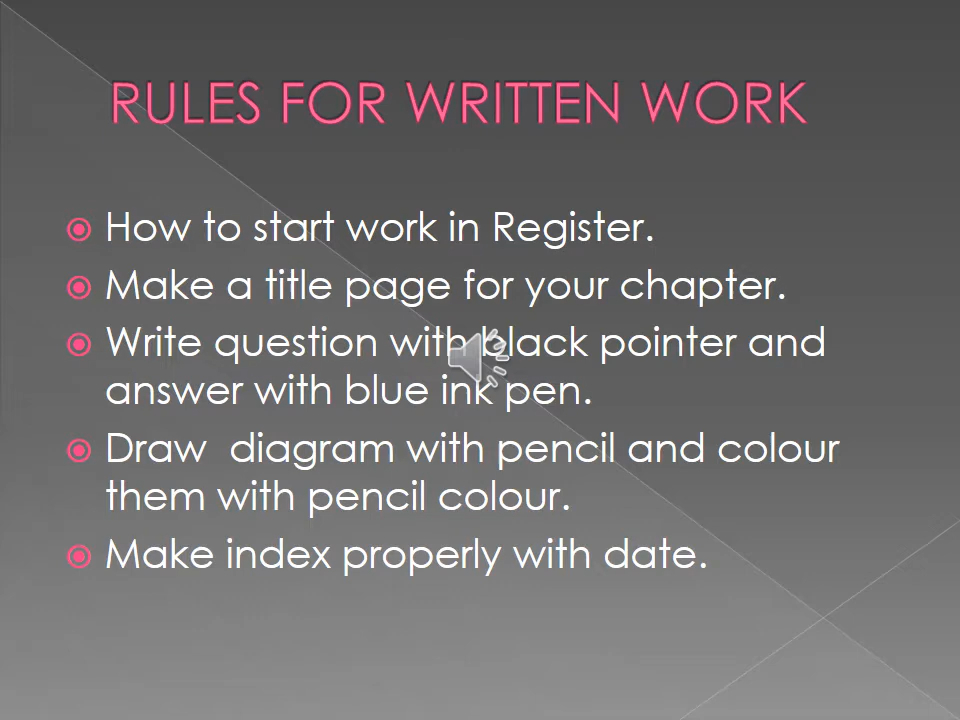 RULES FOR WRITTEN WORK
How to start work in Register.
Make a title page for your chapter.
Write question with black pointer and
answer with blue ink pen.
Draw  diagram with pencil and colour
them with pencil colour.
Make index properly with date.